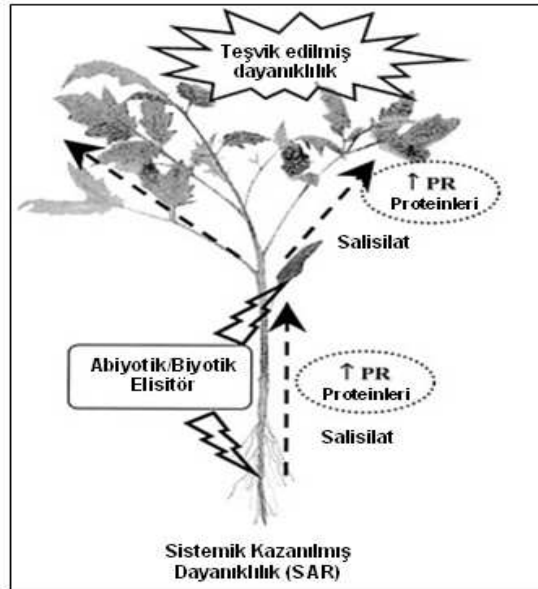 Teşvik edilmiş
dayanıklılık
↑ PR
Proteinleri
Salisilat
Abiyotik/Biyotik
Elisitör
↑ PR
Proteinleri
Salisilat
Sistemik Kazanılmış
Dayanıklılık (SAR)